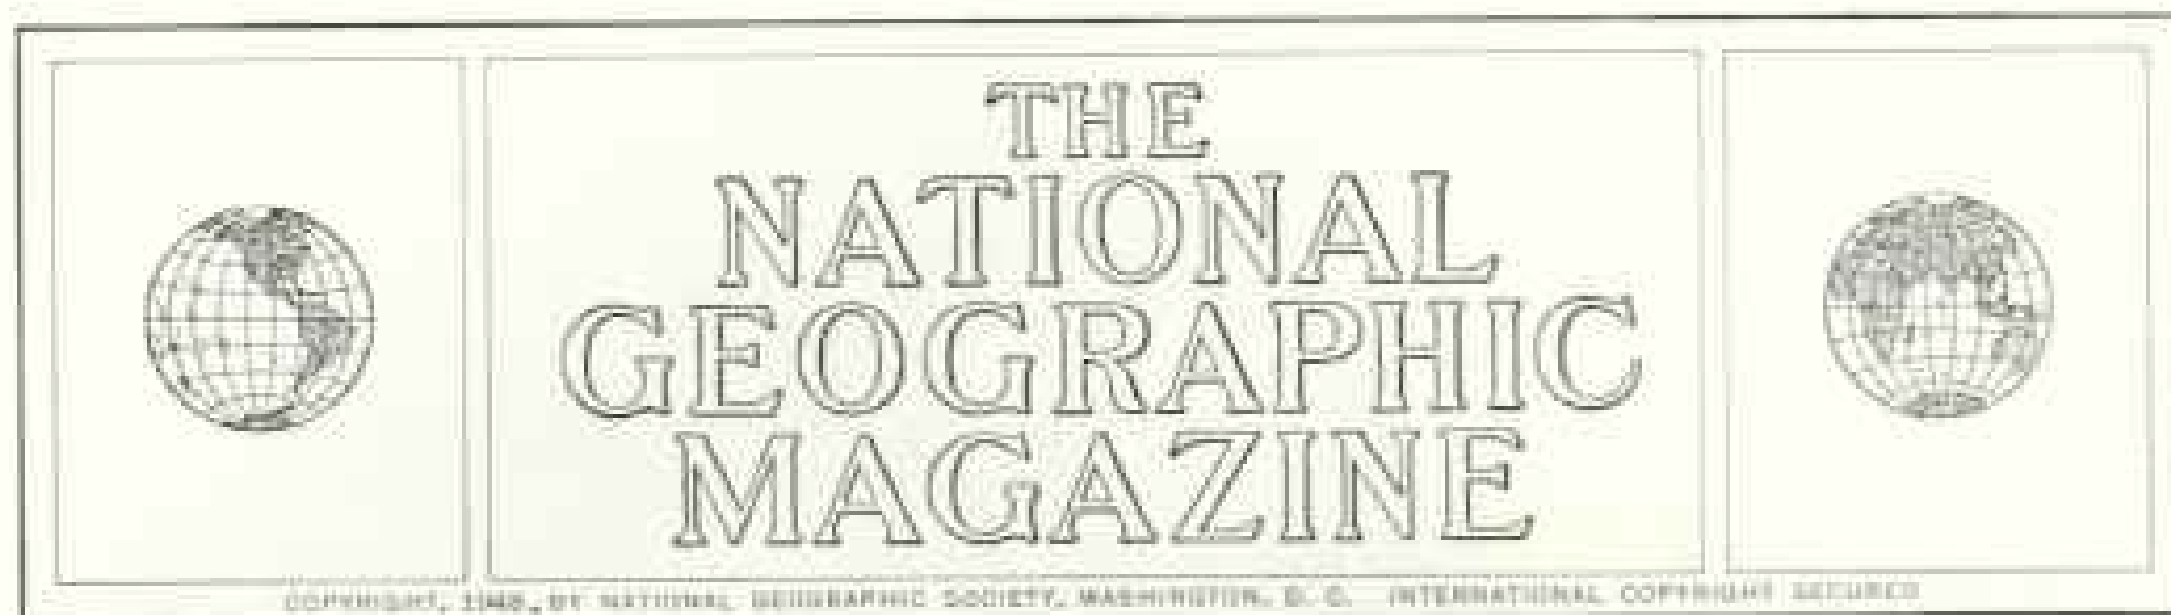 THE
NATIONAL
GEOGRAPHIC
MAGAZINE
COPYRIGHT, BY NATIONAL GEOGRAPHIC SOCIETY, WASHINGTON, D. C. INTERNATIONAL COPYRIGHT SECURED